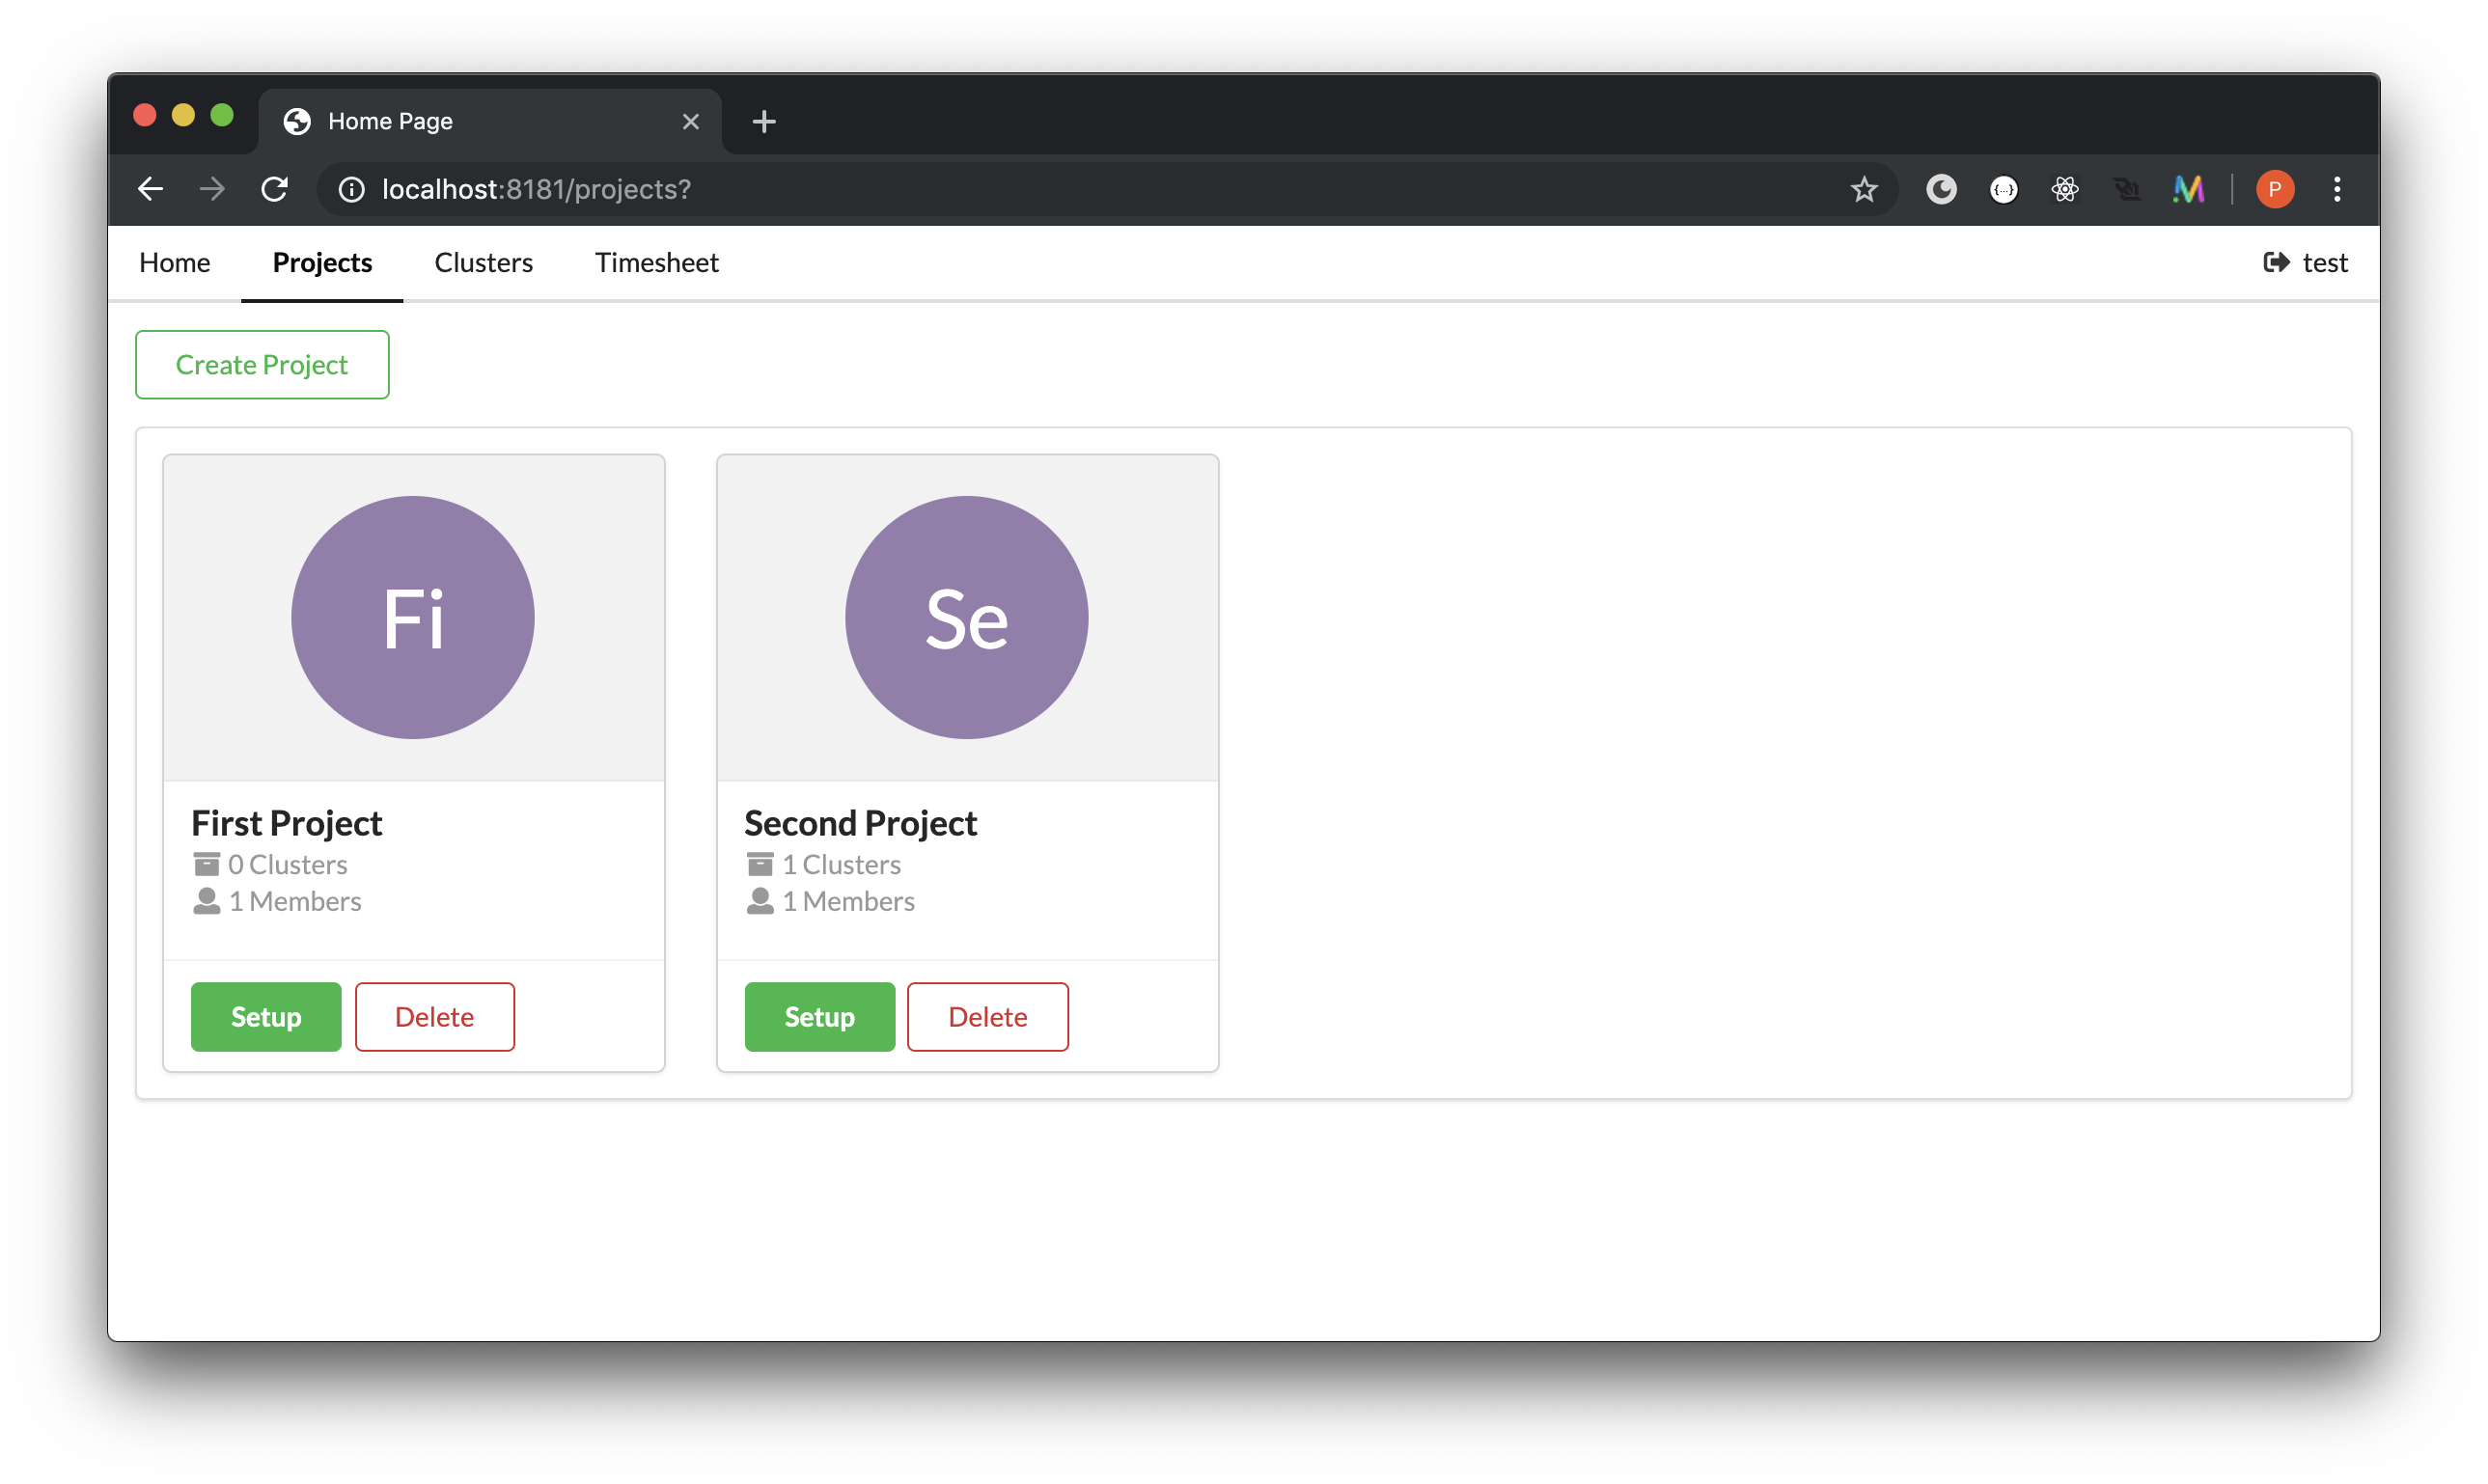 Home Page
localhost:8181/projects?
P
Home Projects Clusters Timesheet test
Create Project
Fi
Se
First Project
0 Clusters
1 Members
Setup Delete
Second Project
1 Clusters
1 Members
Setup Delete